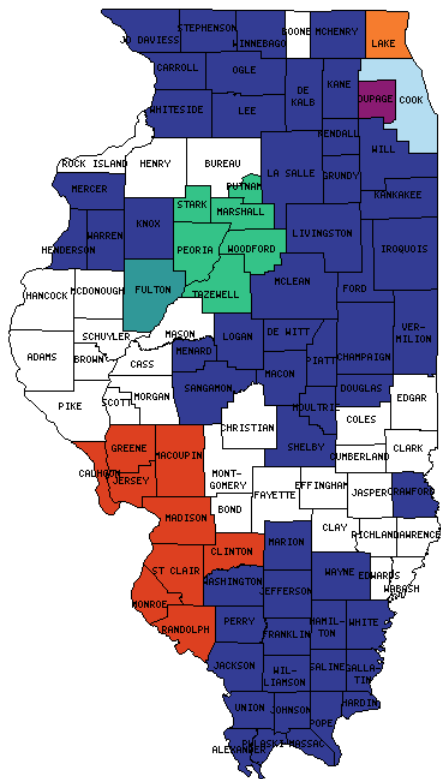 JO DAVIESS
STEPHENSON
WINNEBAGO
BOONE
MCHENRY
LAKE
CARROLL
OGLE
DE
KALB
KANE
DUPAGE
COOK
WHITESIDE
LEE
KENDALL
WILL
ROCK ISLAND
HENRY
BUREAU
LA SALLE
GRUNDY
MERCER
PUTNAM
KANKAKEE
STARK
MARSHALL
HENDERSON
WARREN
KNOX
PEORIA
WOODFORD
LIVINGSTON
IROQUOIS
HANCOCK
MCDONOUGH
FULTON
TAZEWELL
MCLEAN
FORD
SCHUYLER
MASON
LOGAN
DE WITT
VER-
MILION
ADAMS
BROWN
CASS
MENARD
PIATT
CHAMPAIGN
PIKE
SCOTT
MORGAN
SANGAMON
MACON
DOUGLAS
EDGAR
CHRISTIAN
MOULTRIE
COLES
GREENE
MACOUPIN
SHELBY
CUMBERLAND
CLARK
CALHOUN
JERSEY
MONT-
GOMERY
FAYETTE
EFFINGHAM
JASPER
CRAWFORD
MADISON
BOND
CLAY
RICHLAND
LAWRENCE
CLINTON
MARION
ST CLAIR
WASHINGTON
WAYNE
EDWARDS
WABASH
MONROE
JEFFERSON
RANDOLPH
PERRY
FRANKLIN
HAMIL-
TON
WHITE
JACKSON
WIL-
LIAMSON
SALINE
GALLA-
TIN
UNION
JOHNSON
POPE
HARDIN
ALEXANDER
PULASKI
MASSAC